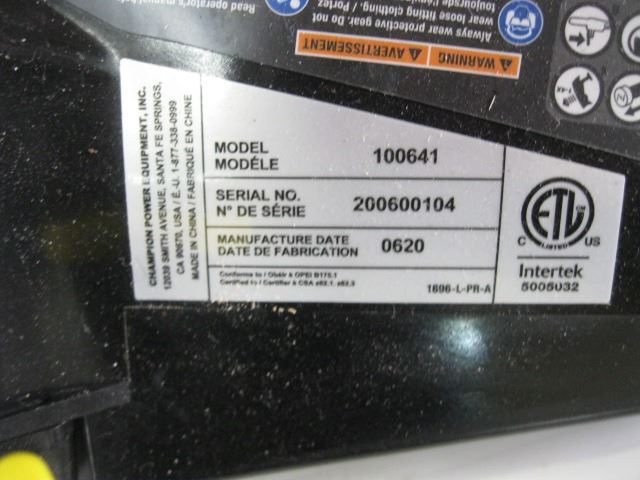 Read operator's
Always wear protective gear. Do not
wear loose fitting clothing. / Portez
toujours
WARNING
AVERTISSEMENT
CHAMPION POWER EQUIPMENT, INC.
12039 SMITH AVENUE, SANTA FE SPRINGS,
CA 90670, USA / É.-U. 1-877-338-0999
MADE IN CHINA / FABRIQUÉ EN CHINE
MODEL
MODÉLE
100641
SERIAL NO.
N° DE SÉRIE
200600104
MANUFACTURE DATE
DATE DE FABRICATION
0620
Conforms to / Obéir à OPEI B175.1
Certified to / Certifier à CSA z62.1, z62.3
1696-L-PR-A
ETL
C LISTED US
Intertek
5005032